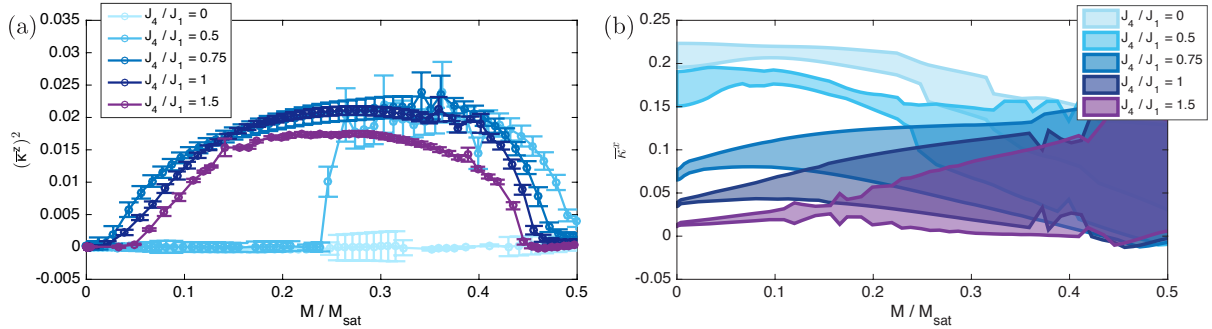 (a)
0.035
0.03
0.025
0.02
0.015
0.01
0.005
0
-0.005
(κ̅ᶻ)²
J₄ / J₁ = 0
J₄ / J₁ = 0.5
J₄ / J₁ = 0.75
J₄ / J₁ = 1
J₄ / J₁ = 1.5
0 0.1 0.2 0.3 0.4 0.5
M / M_sat
(b)
0.25
0.2
0.15
0.1
0.05
0
-0.05
J₄ / J₁ = 0
J₄ / J₁ = 0.5
J₄ / J₁ = 0.75
J₄ / J₁ = 1
J₄ / J₁ = 1.5
0 0.1 0.2 0.3 0.4 0.5
M / M_sat